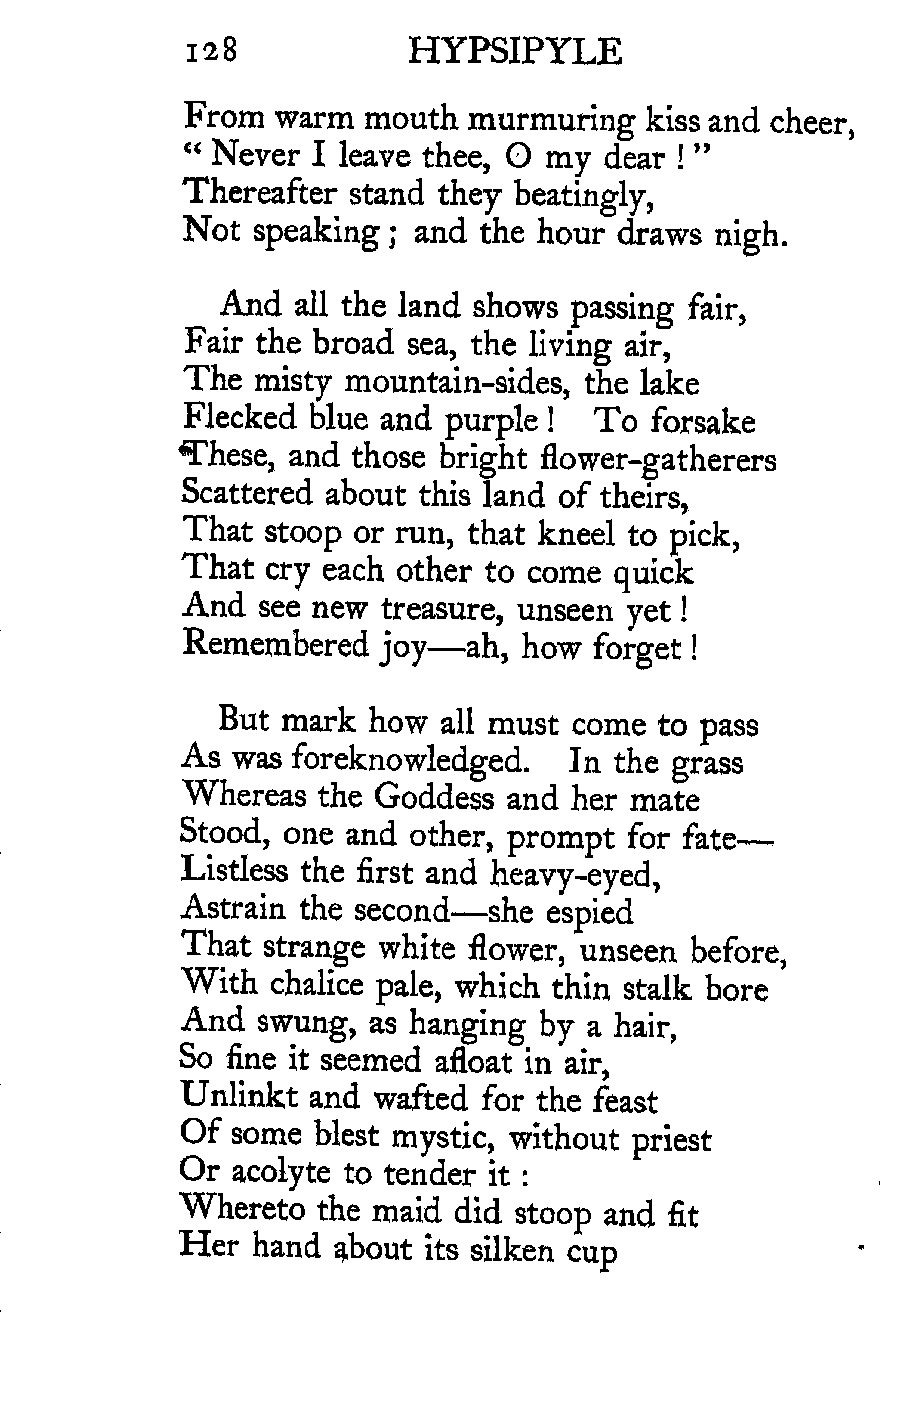 128 HYPSIPYLE
From warm mouth murmuring kiss and cheer,
“ Never I leave thee, O my dear ! ”
Thereafter stand they beatingly,
Not speaking ; and the hour draws nigh.
And all the land shows passing fair,
Fair the broad sea, the living air,
The misty mountain-sides, the lake
Flecked blue and purple ! To forsake
These, and those bright flower-gatherers
Scattered about this land of theirs,
That stoop or run, that kneel to pick,
That cry each other to come quick
And see new treasure, unseen yet !
Remembered joy—ah, how forget !
But mark how all must come to pass
As was foreknowledged. In the grass
Whereas the Goddess and her mate
Stood, one and other, prompt for fate—
Listless the first and heavy-eyed,
Astrain the second—she espied
That strange white flower, unseen before,
With chalice pale, which thin stalk bore
And swung, as hanging by a hair,
So fine it seemed afloat in air,
Unlinkt and wafted for the feast
Of some blest mystic, without priest
Or acolyte to tender it :
Whereto the maid did stoop and fit
Her hand about its silken cup